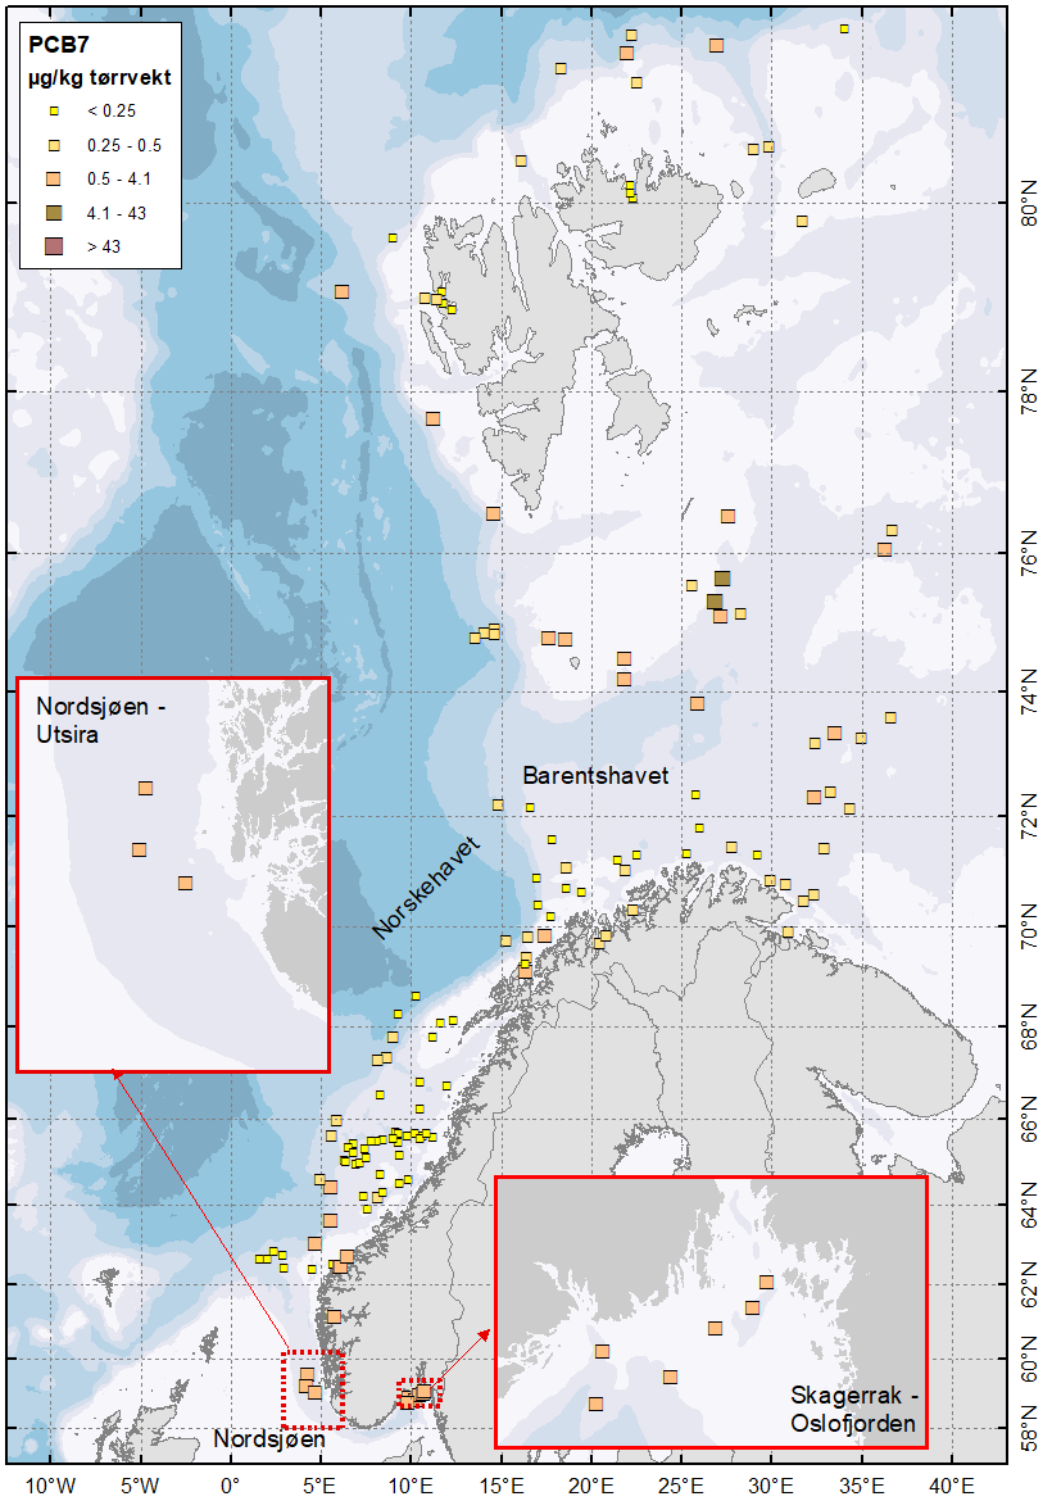 PCB7
µg/kg tørrvekt
< 0.25
0.25 - 0.5
0.5 - 4.1
4.1 - 43
> 43
80°N
78°N
76°N
74°N
72°N
70°N
68°N
66°N
64°N
62°N
60°N
58°N
Nordsjøen -
Utsira
Barentshavet
Norskehavet
Skagerrak -
Oslofjorden
Nordsjøen
10°W
5°W
0°
5°E
10°E
15°E
20°E
25°E
30°E
35°E
40°E